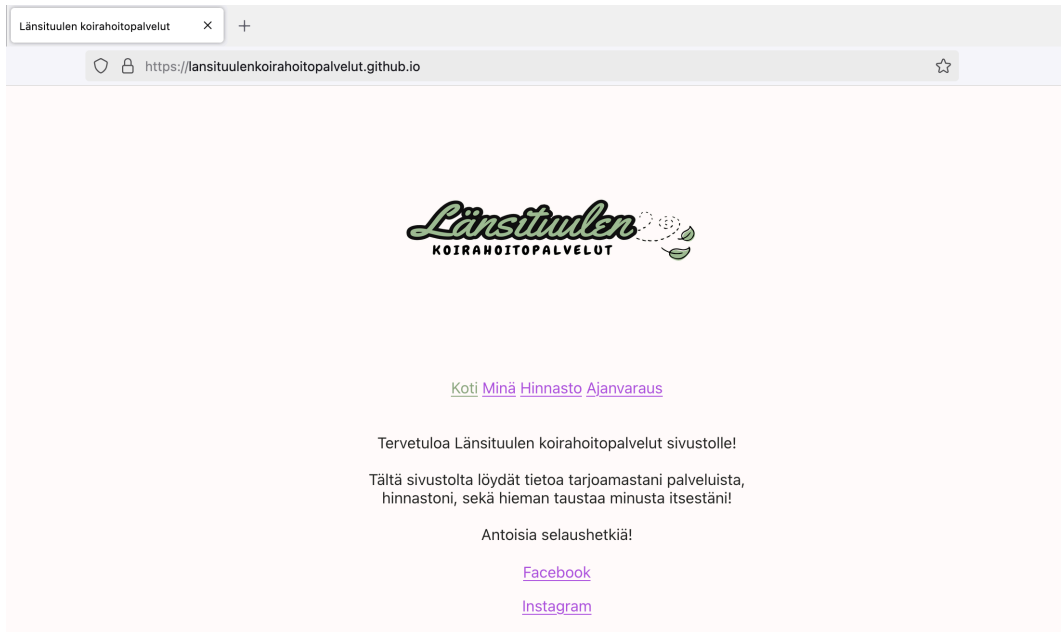 Länsituulen koirahoitopalvelut
https://lansituulenkoirahoitopalvelut.github.io
Länsituulen
KOIRAHOITOPALVELUT
Koti Minä Hinnasto Ajanvaraus
Tervetuloa Länsituulen koirahoitopalvelut sivustolle!
Tältä sivustolta löydät tietoa tarjoamastani palveluista,
hinnastoni, sekä hieman taustaa minusta itsestäni!
Antoisia selaushetkiä!
Facebook
Instagram